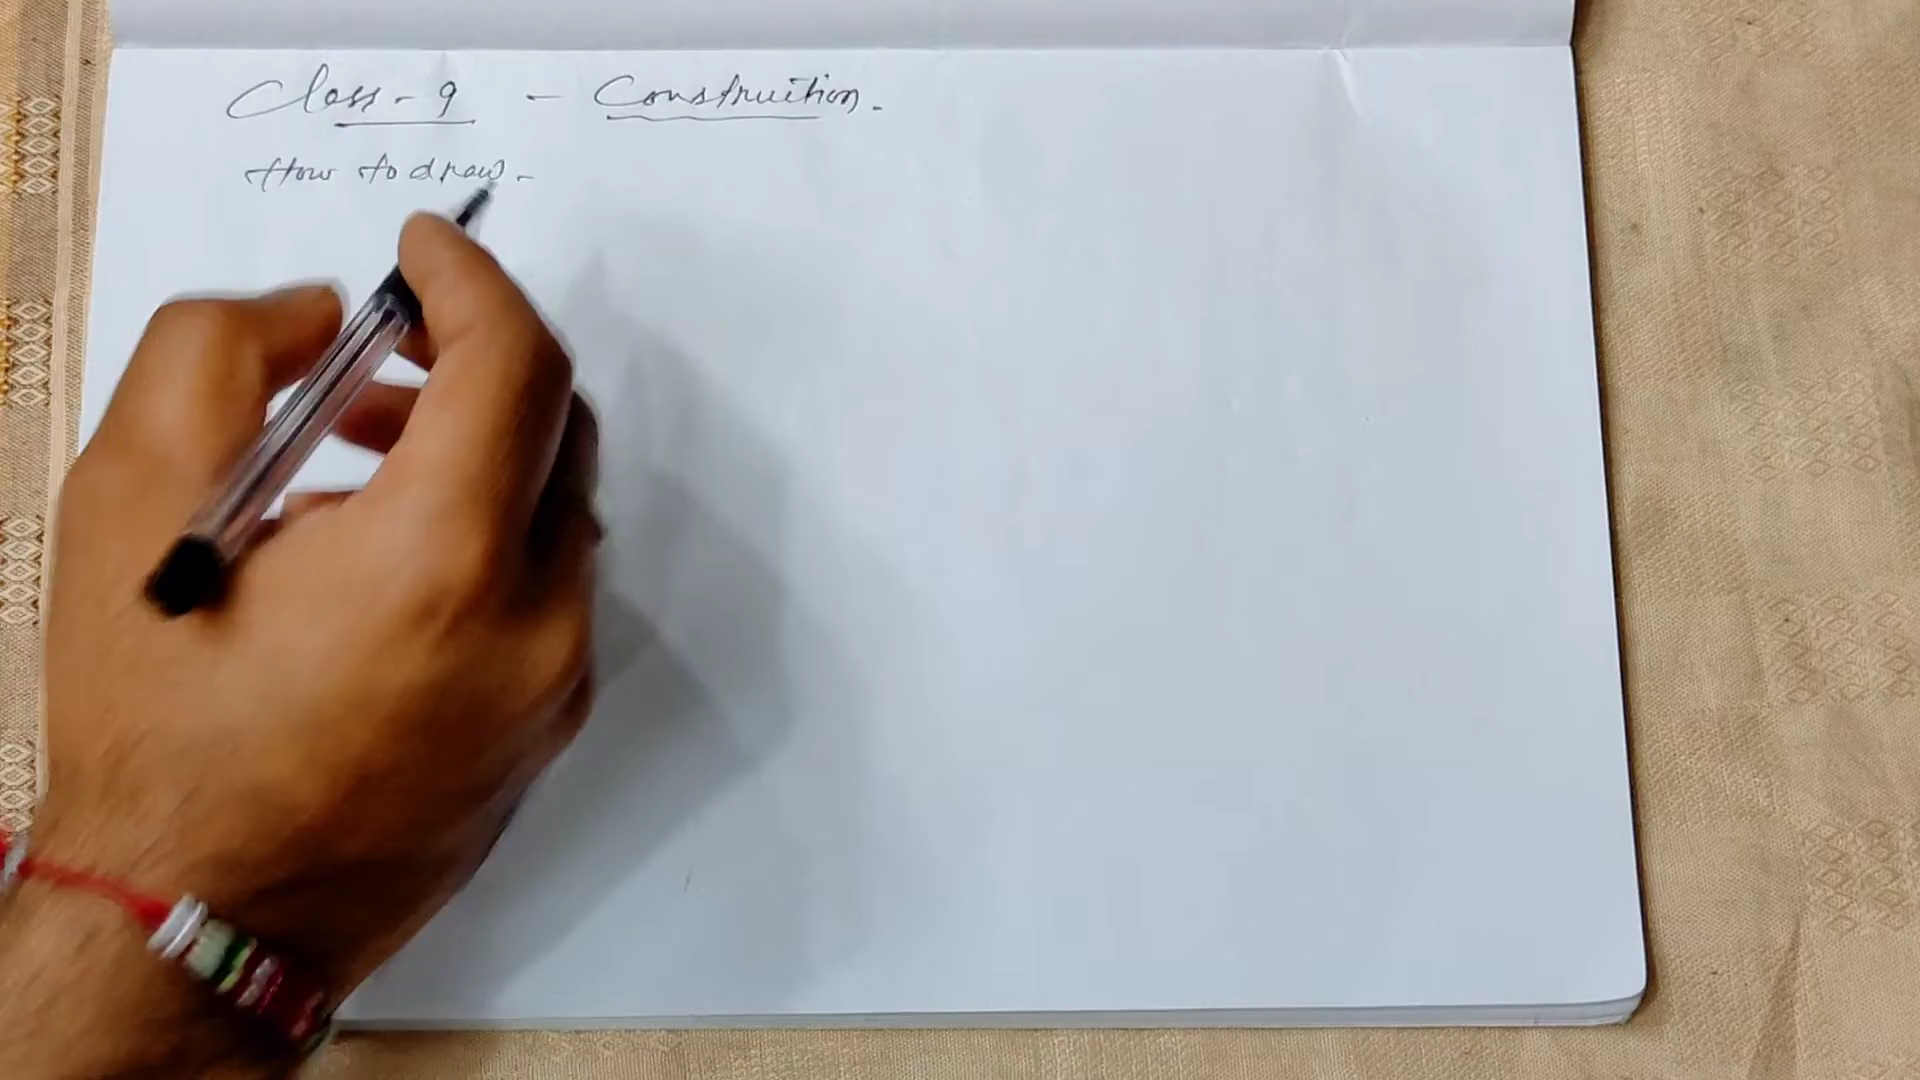 Class - 9 - Construction.
How to draw -